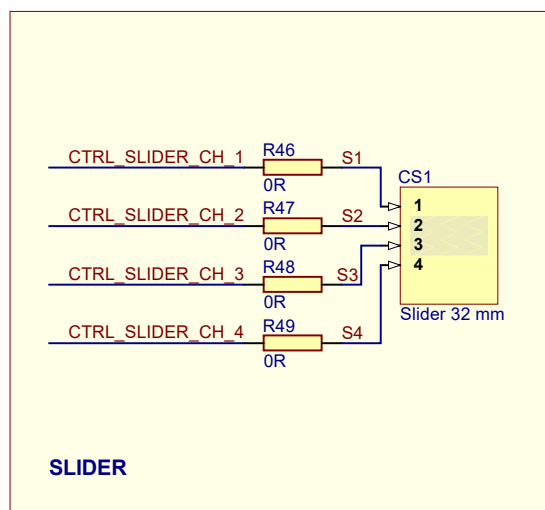 CTRL_SLIDER_CH_1 R46 S1
0R
CS1
CTRL_SLIDER_CH_2 R47 S2
0R
1
2
3
4
CTRL_SLIDER_CH_3 R48 S3
0R
Slider 32 mm
CTRL_SLIDER_CH_4 R49 S4
0R
SLIDER